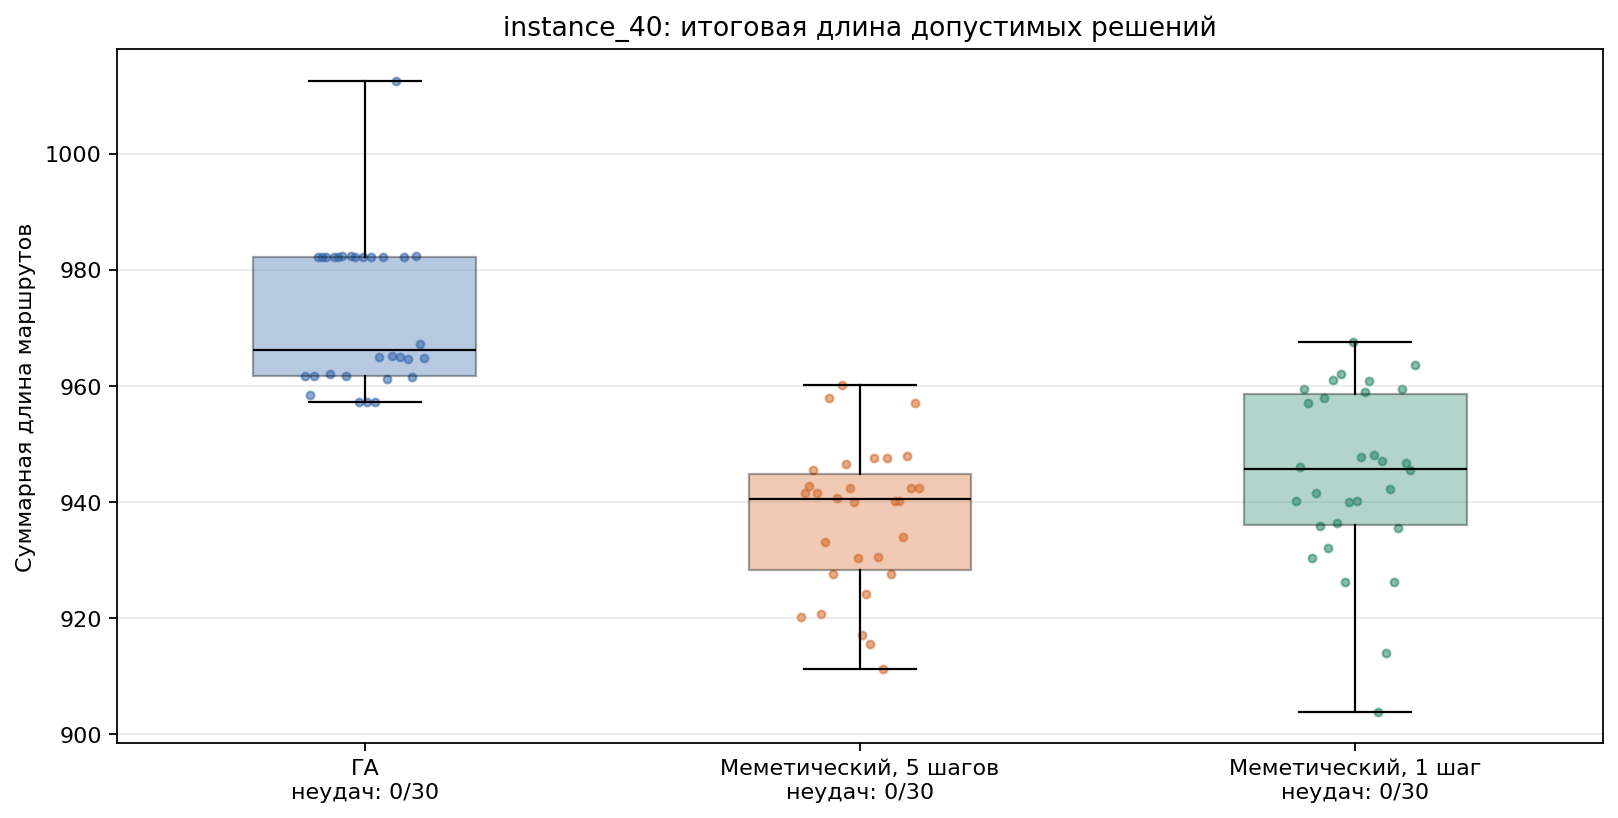 instance_40: итоговая длина допустимых решений
Суммарная длина маршрутов
1000
980
960
940
920
900
ГА
неудач: 0/30
Меметический, 5 шагов
неудач: 0/30
Меметический, 1 шаг
неудач: 0/30